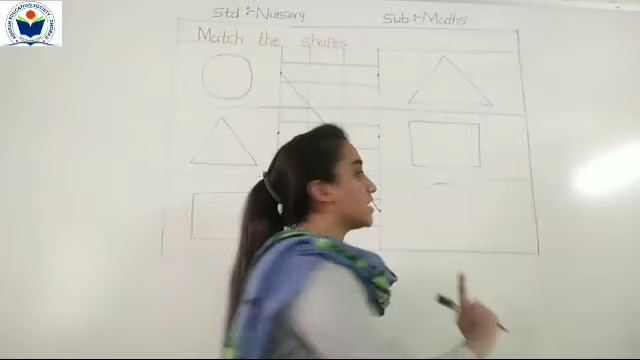 Std :- Nursery
Sub :- Maths
Match the shapes